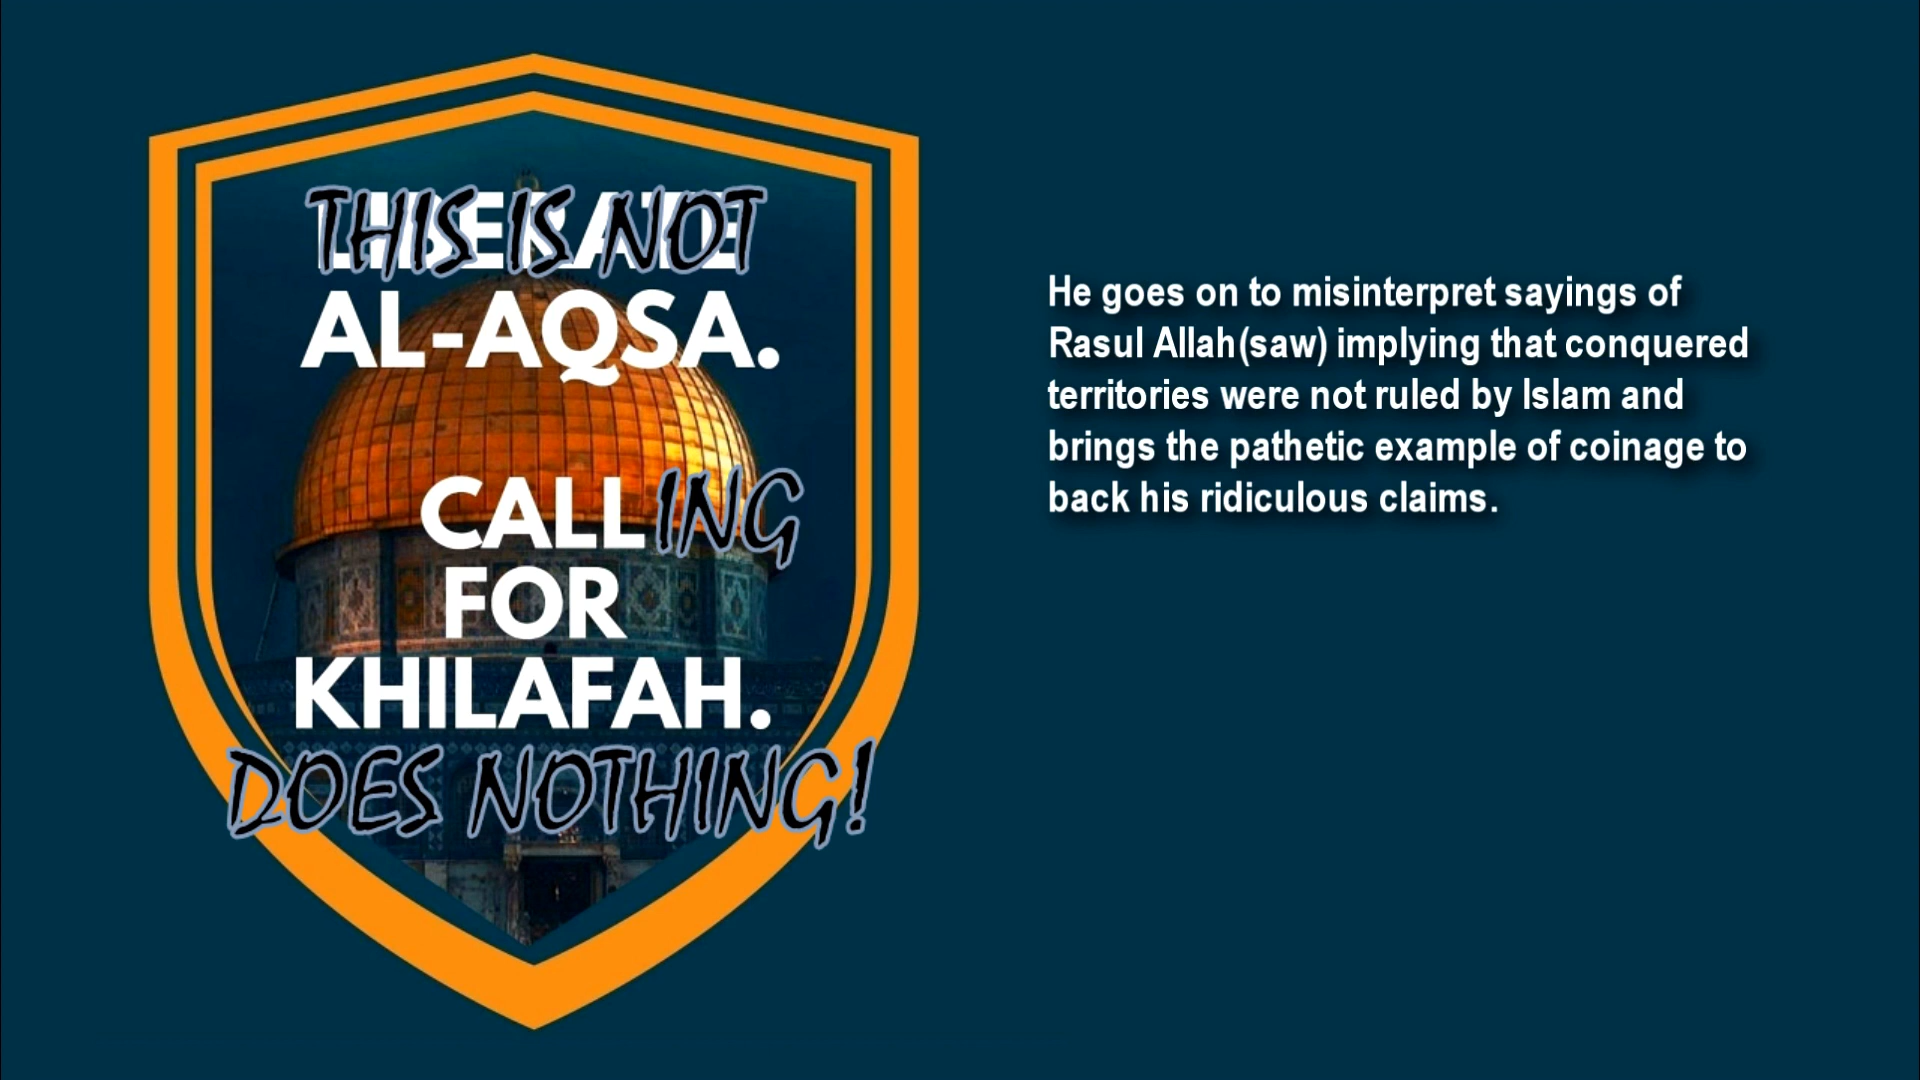 THIS IS NOT
LIBERATE
AL-AQSA.
CALLING
FOR
KHILAFAH.
DOES NOTHING!
He goes on to misinterpret sayings of
Rasul Allah(saw) implying that conquered
territories were not ruled by Islam and
brings the pathetic example of coinage to
back his ridiculous claims.